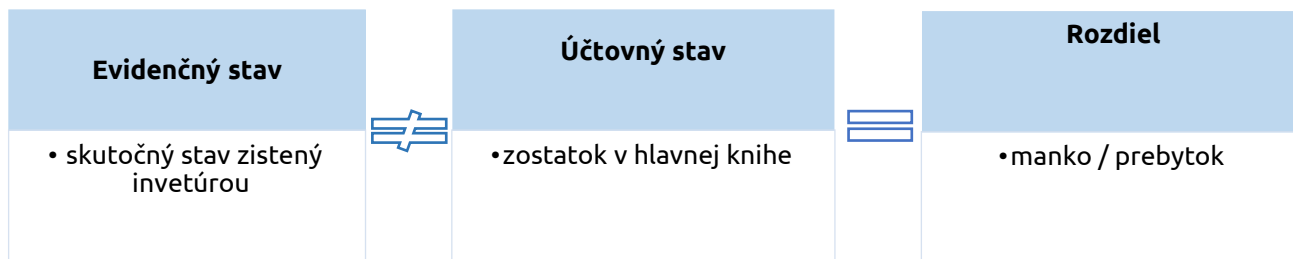 Evidenčný stav
• skutočný stav zistený
invetúrou
Účtovný stav
•zostatok v hlavnej knihe
Rozdiel
•manko / prebytok